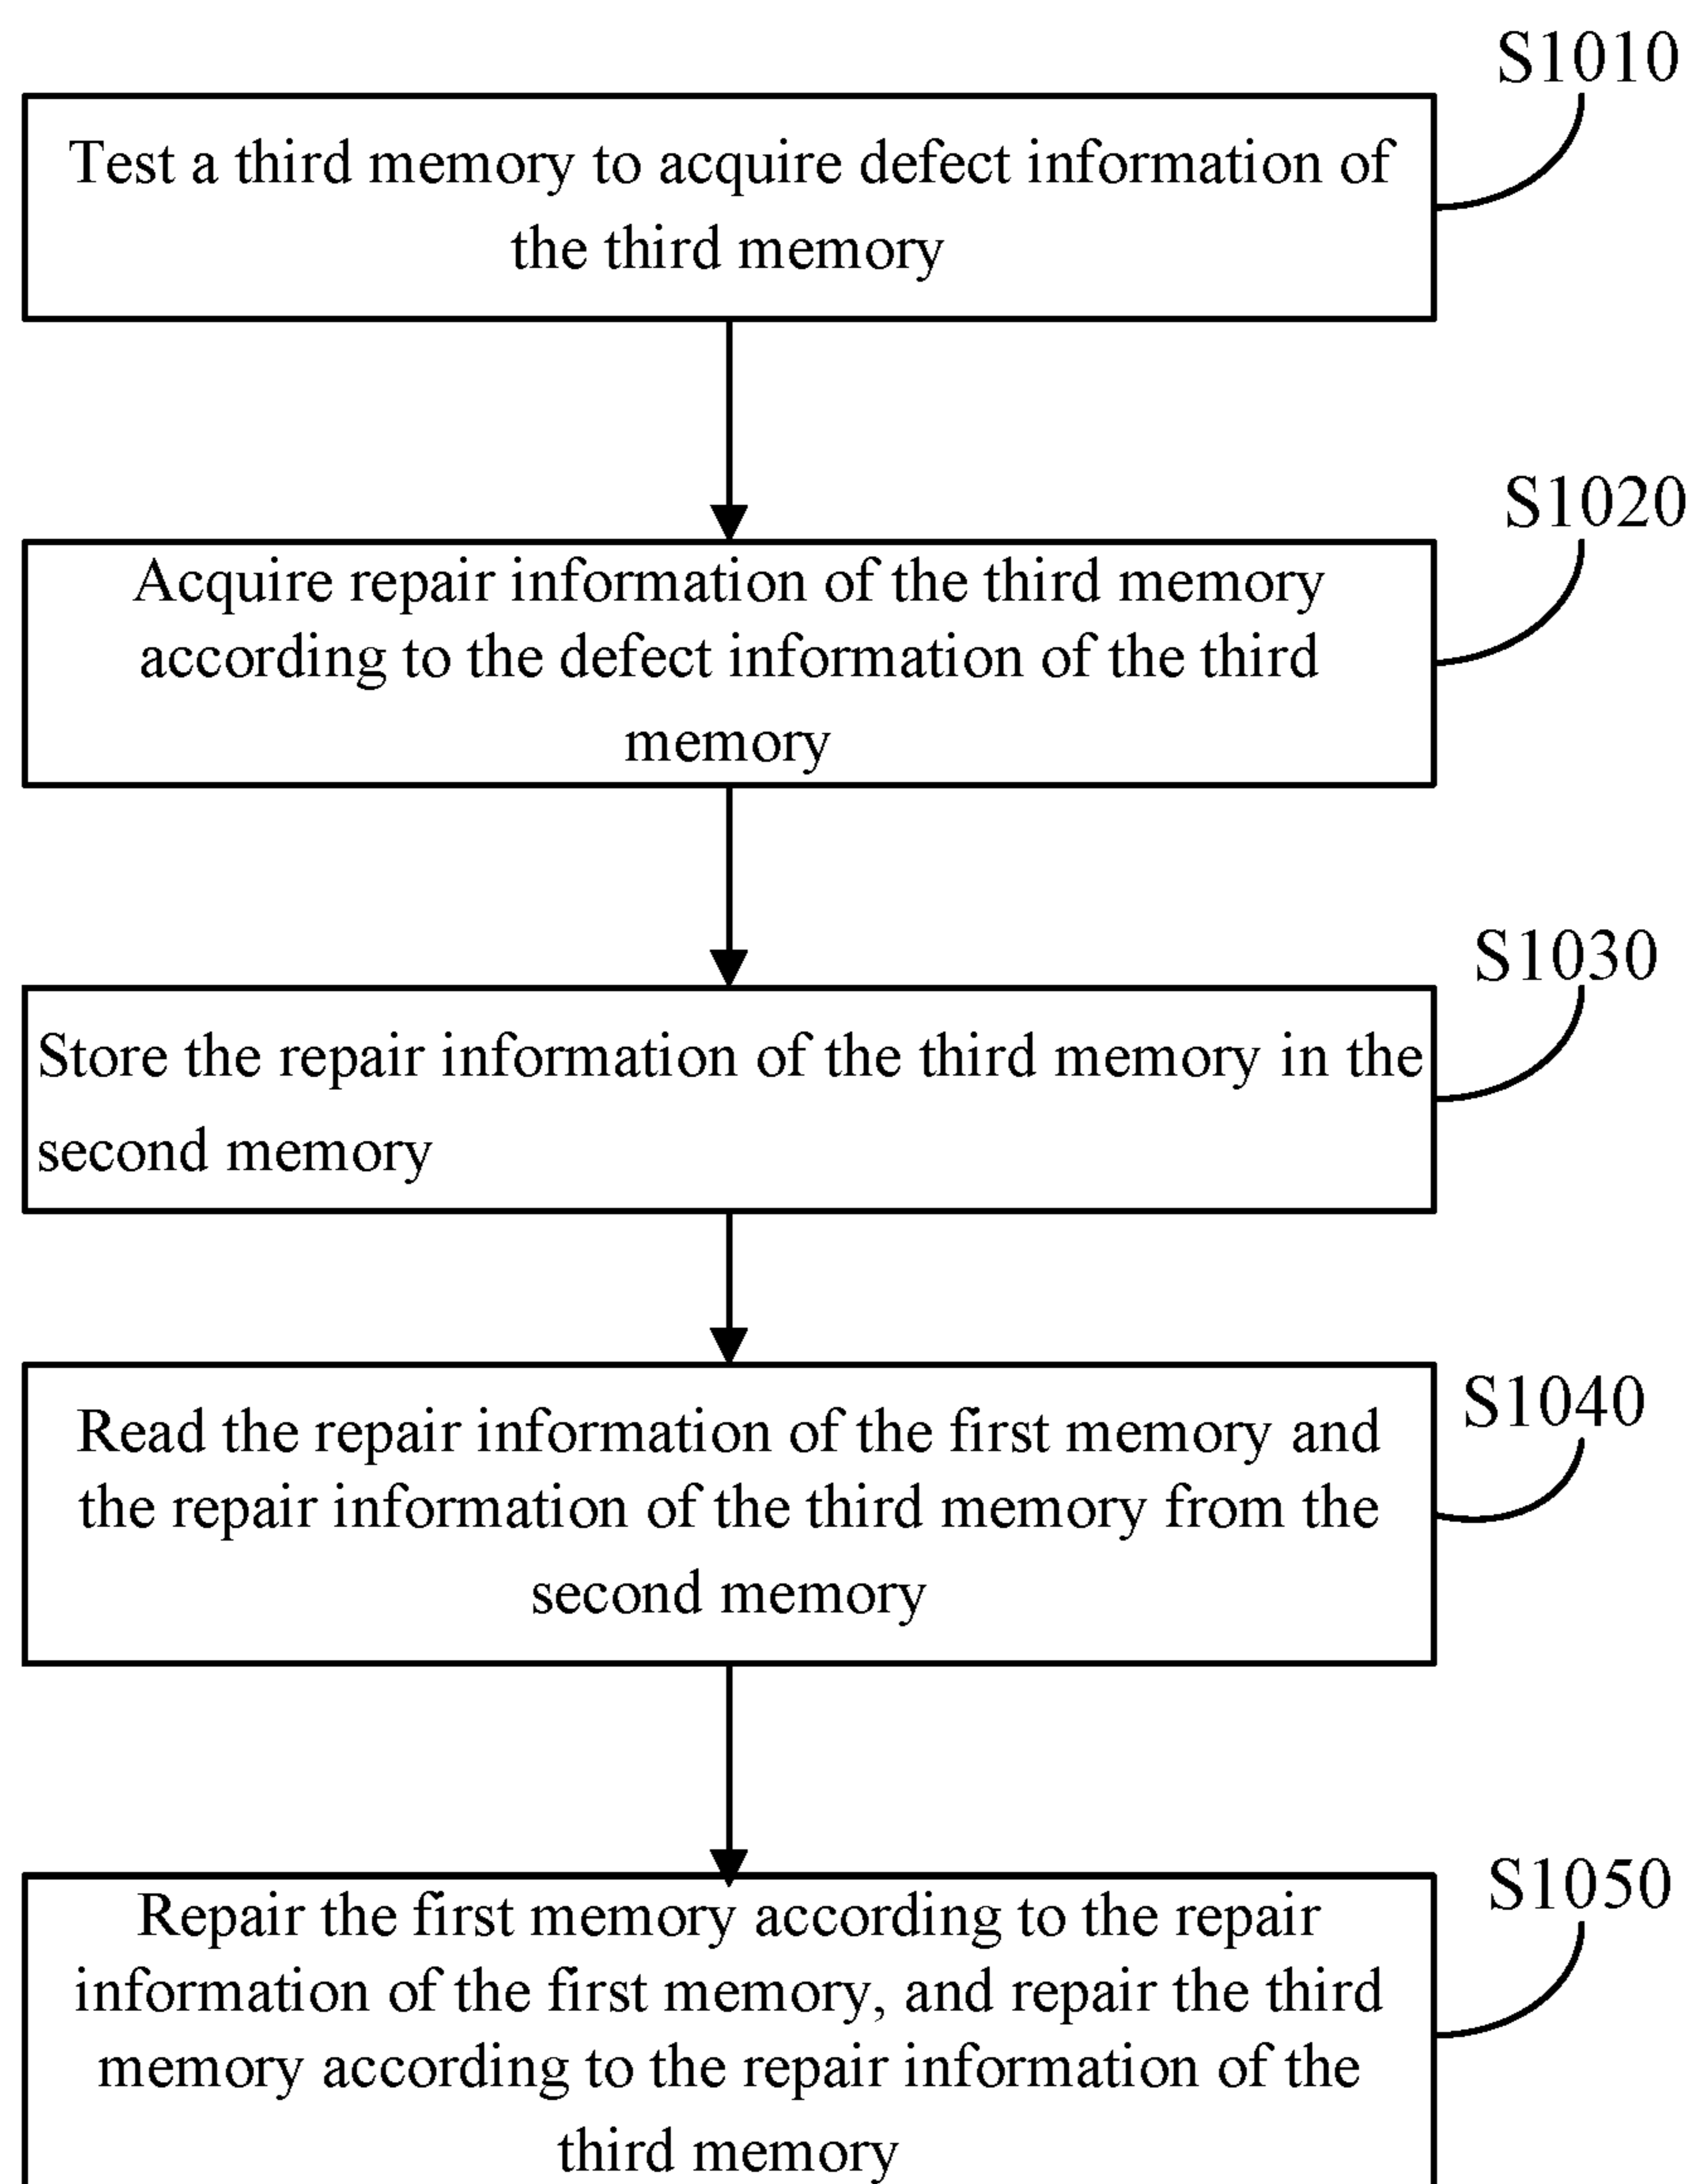 S1010
Test a third memory to acquire defect information of
the third memory
S1020
Acquire repair information of the third memory
according to the defect information of the third
memory
S1030
Store the repair information of the third memory in the
second memory
S1040
Read the repair information of the first memory and
the repair information of the third memory from the
second memory
S1050
Repair the first memory according to the repair
information of the first memory, and repair the third
memory according to the repair information of the
third memory